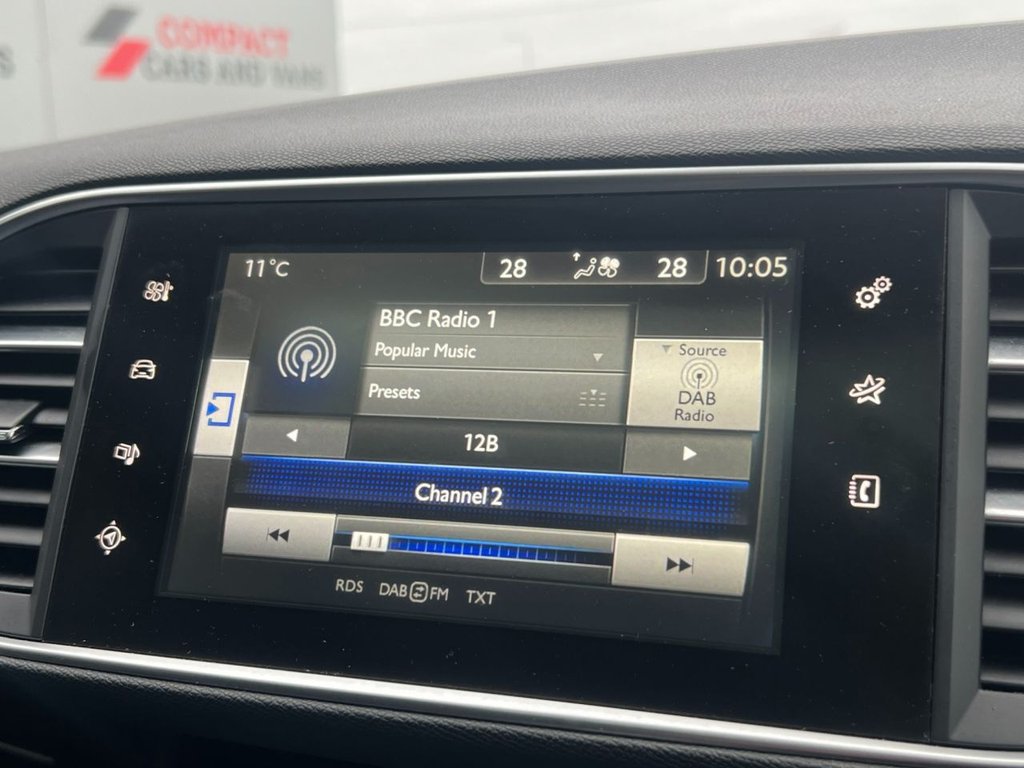 COMPACT
CARS AND VANS
11°C 28 28 10:05
BBC Radio 1
Popular Music
Source
DAB
Radio
Presets
12B
Channel 2
RDS DAB FM TXT